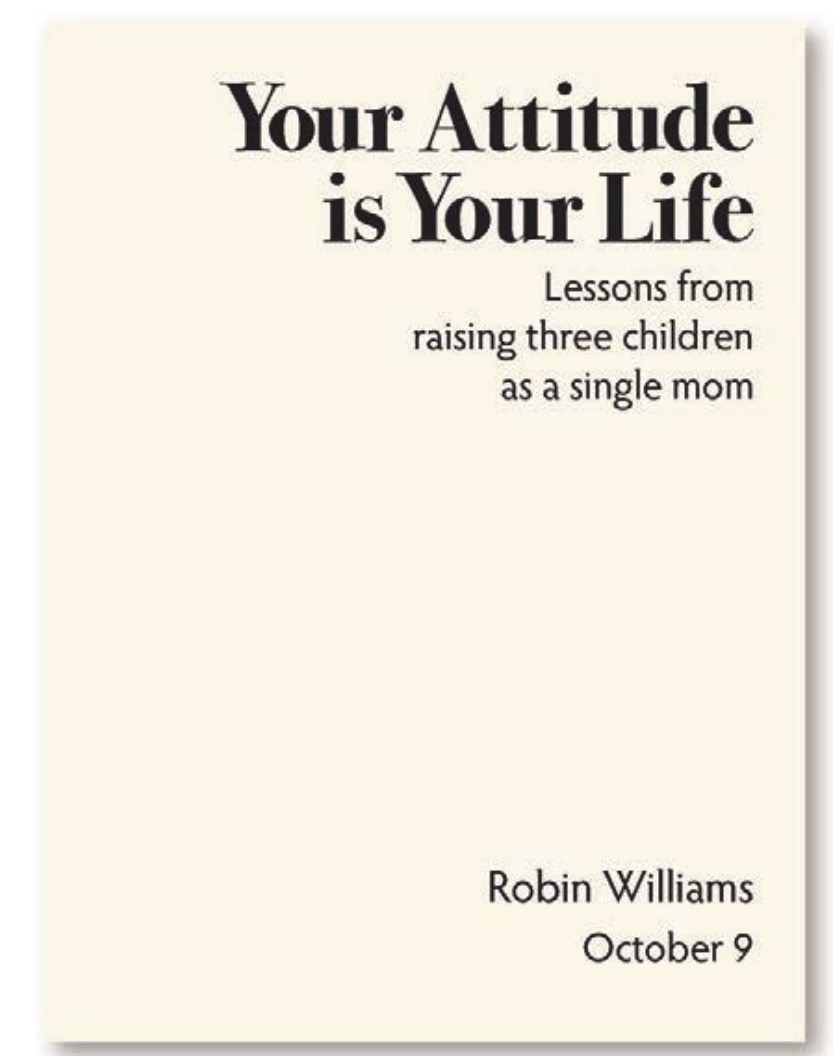 Your Attitude
is Your Life
Lessons from
raising three children
as a single mom
Robin Williams
October 9